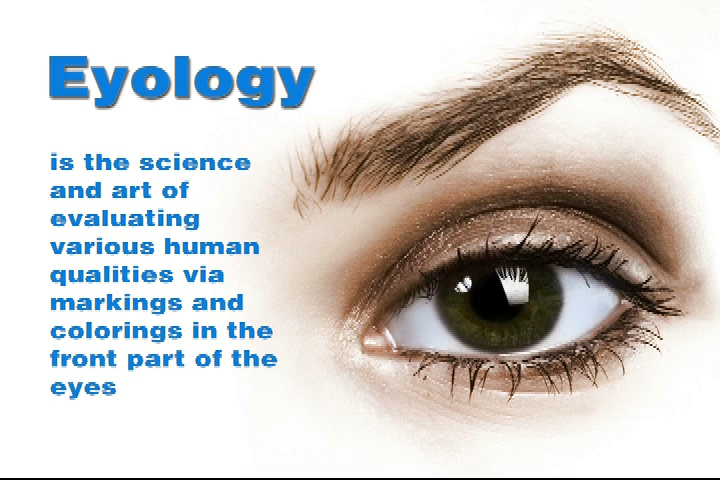 Eyology
is the science
and art of
evaluating
various human
qualities via
markings and
colorings in the
front part of the
eyes